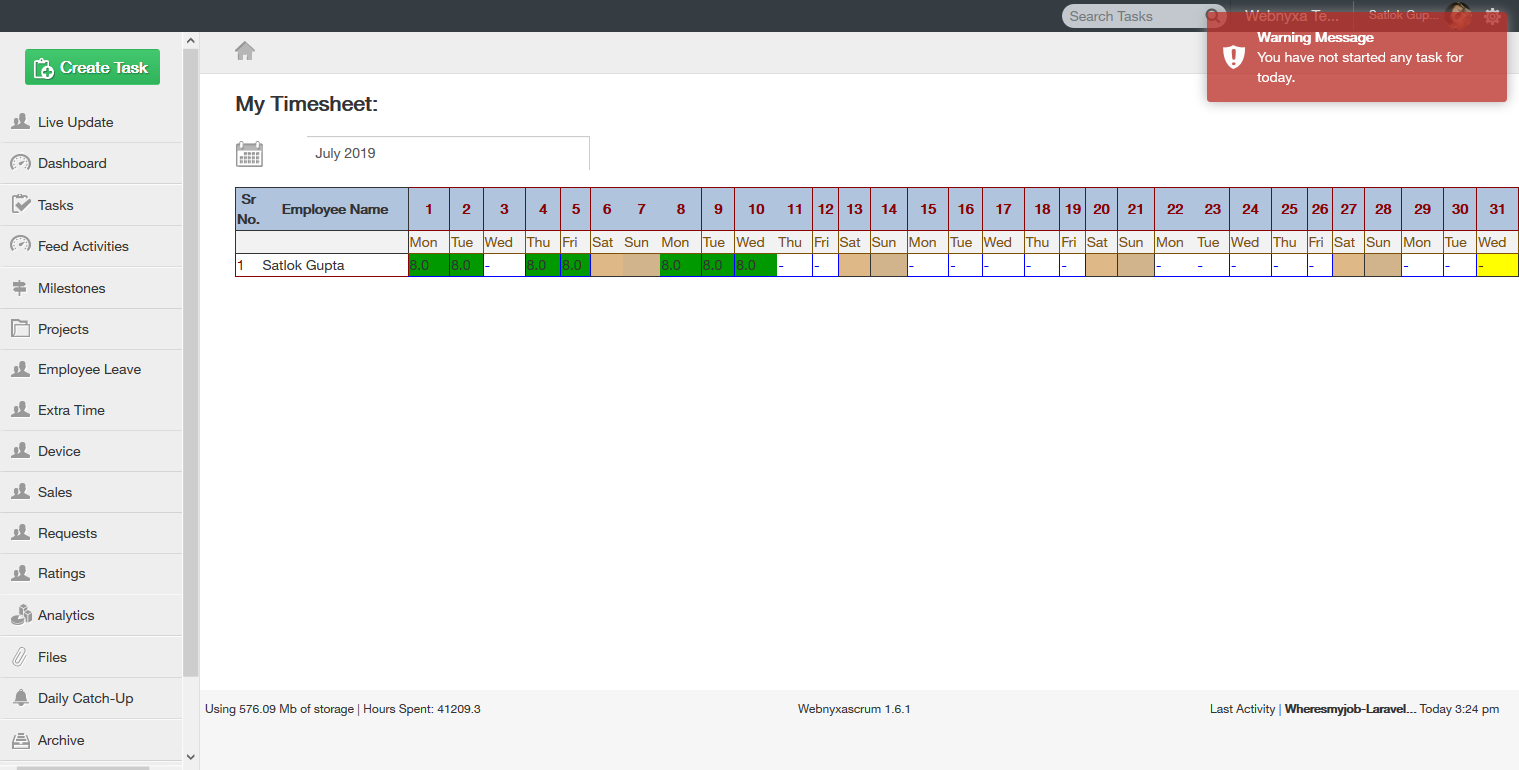 Search Tasks
Webnyxa Te...
Satlok Gup...
Warning Message
You have not started any task for
today.
Create Task
Live Update
Dashboard
Tasks
Feed Activities
Milestones
Projects
Employee Leave
Extra Time
Device
Sales
Requests
Ratings
Analytics
Files
Daily Catch-Up
Archive
My Timesheet:
July 2019
Sr No. Employee Name 1 2 3 4 5 6 7 8 9 10 11 12 13 14 15 16 17 18 19 20 21 22 23 24 25 26 27 28 29 30 31
Mon Tue Wed Thu Fri Sat Sun Mon Tue Wed Thu Fri Sat Sun Mon Tue Wed Thu Fri Sat Sun Mon Tue Wed Thu Fri Sat Sun Mon Tue Wed
1 Satlok Gupta 8.0 8.0 - 8.0 8.0 8.0 8.0 8.0 - - - - - - - - - - - - - - -
Using 576.09 Mb of storage | Hours Spent: 41209.3
Webnyxascrum 1.6.1
Last Activity | Wheresmyjob-Laravel... Today 3:24 pm